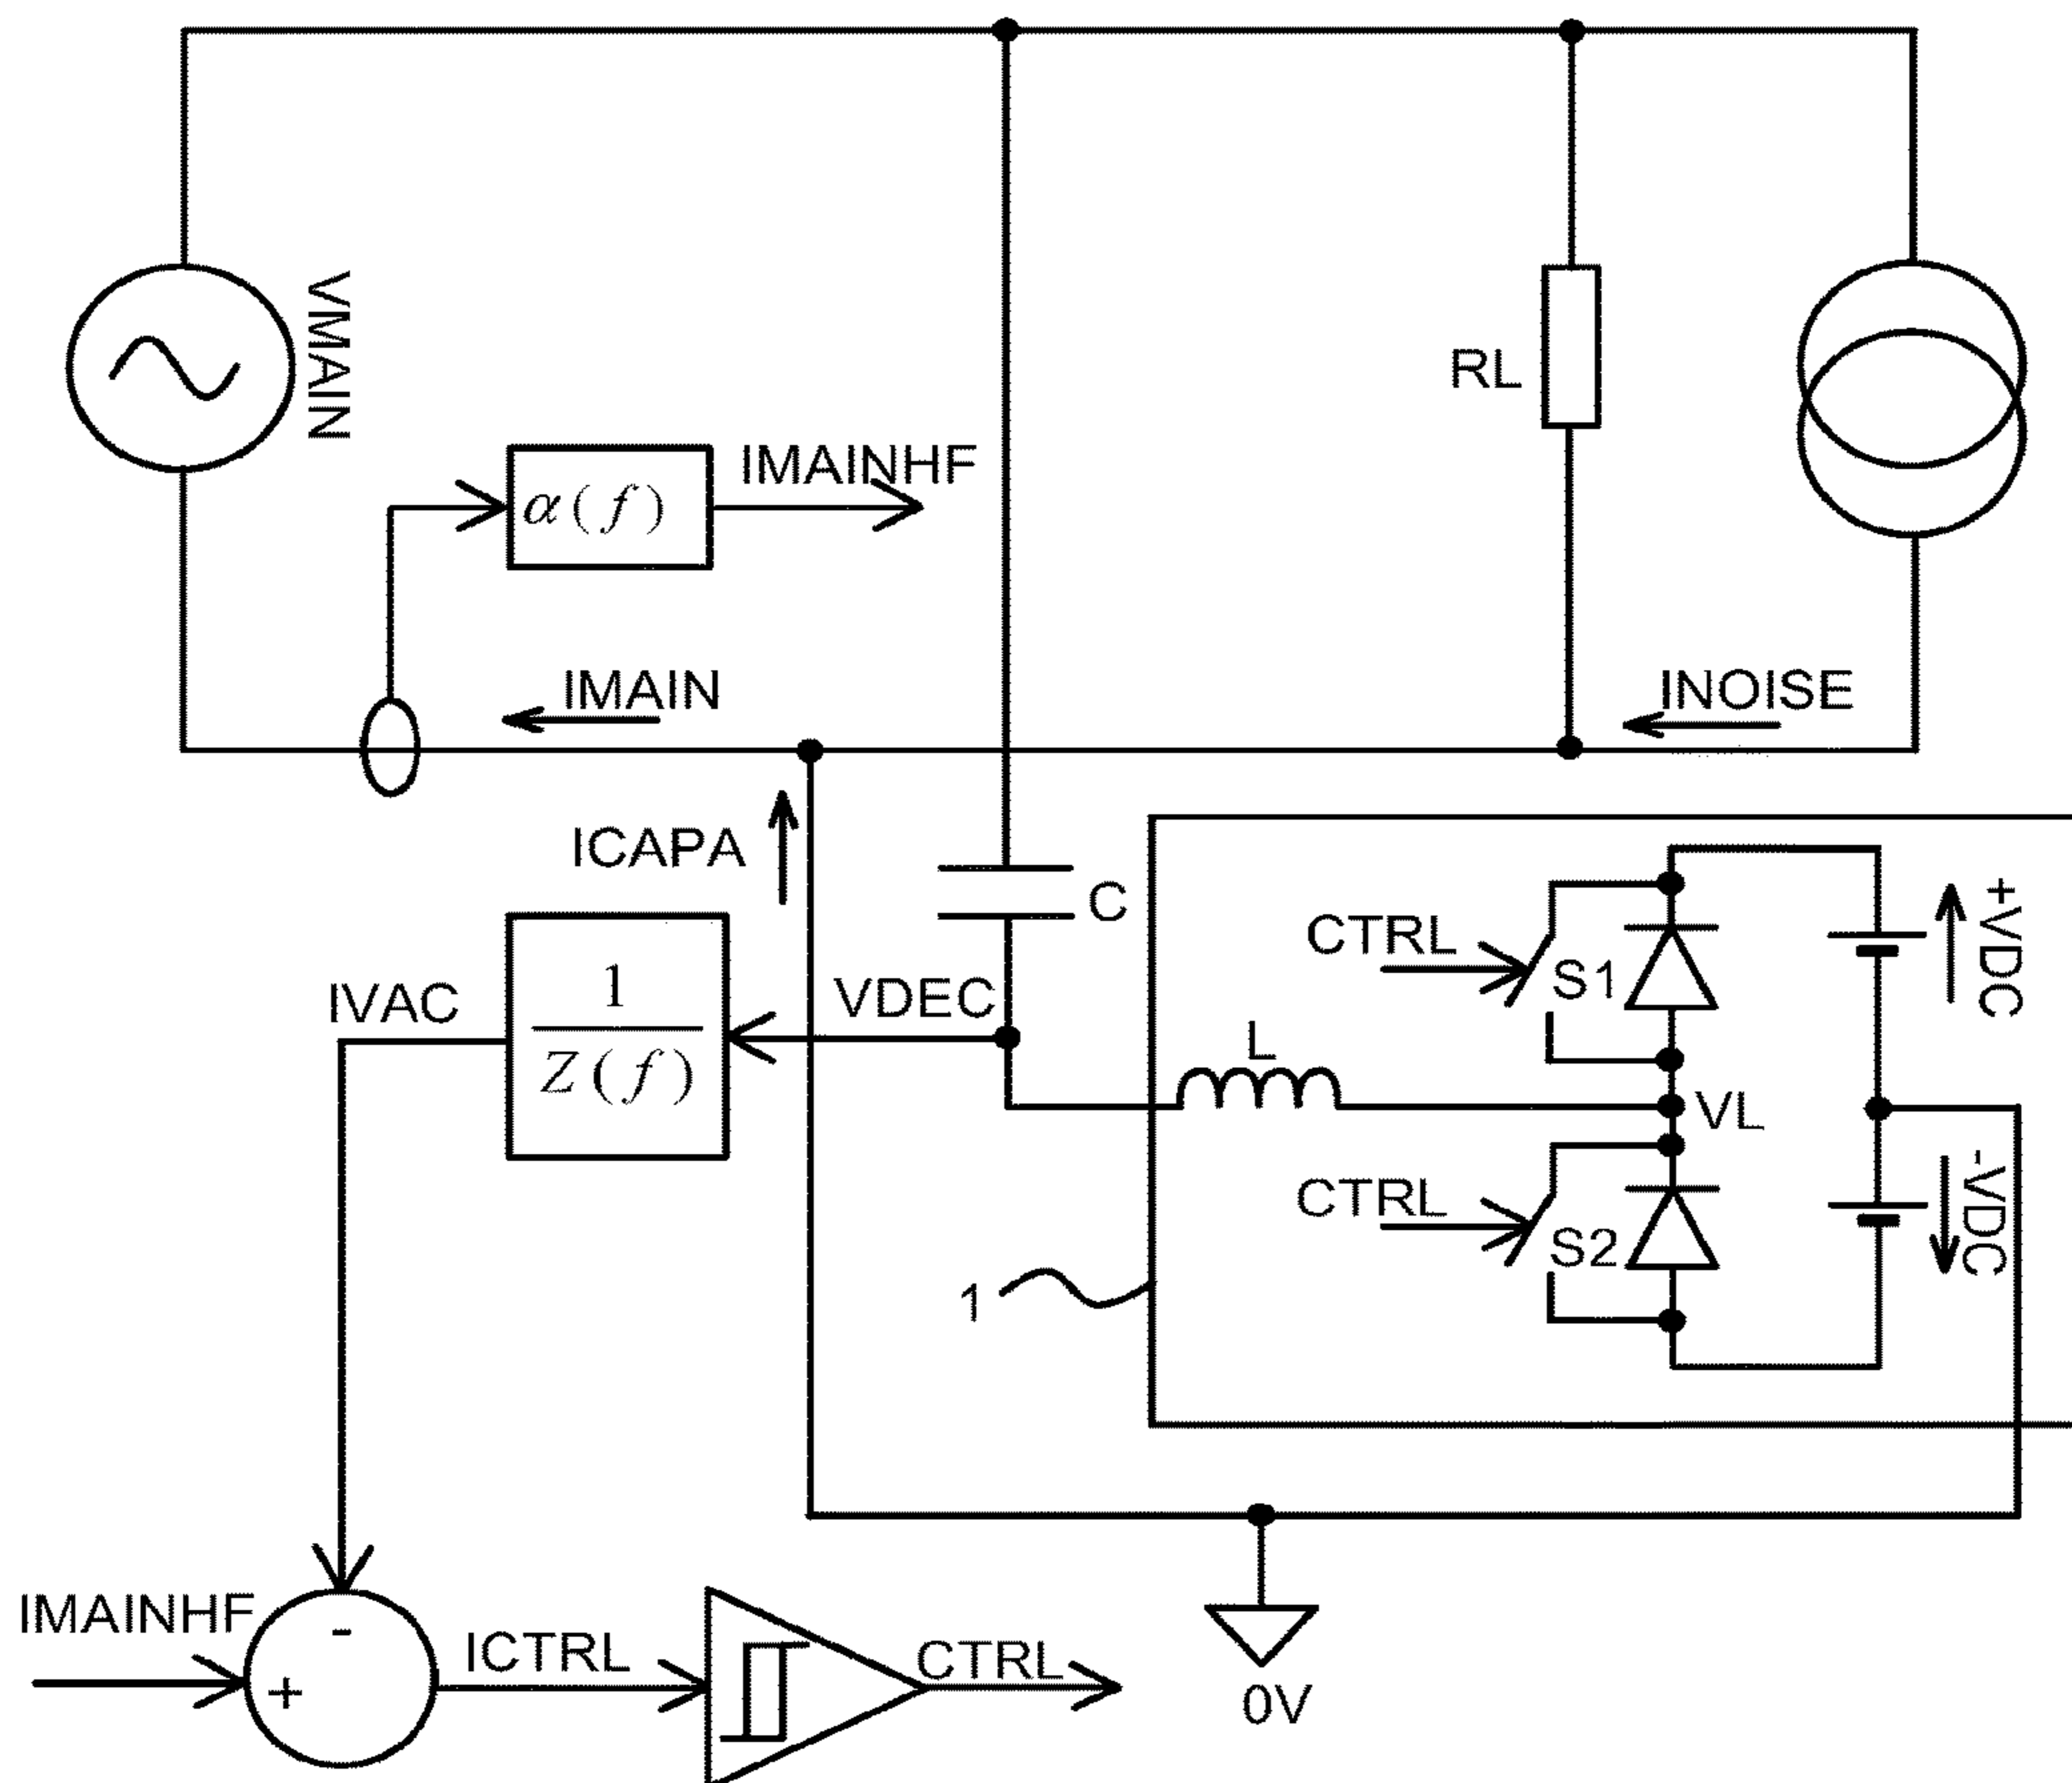 VMAIN
RL
IMAINHF
α(f)
IMAIN
INOISE
ICAPA
C
+VDC
CTRL
S1
IVAC
1
Z(f)
VDEC
L
VL
-VDC
CTRL
S2
1
IMAINHF
-
+
ICTRL
CTRL
0V